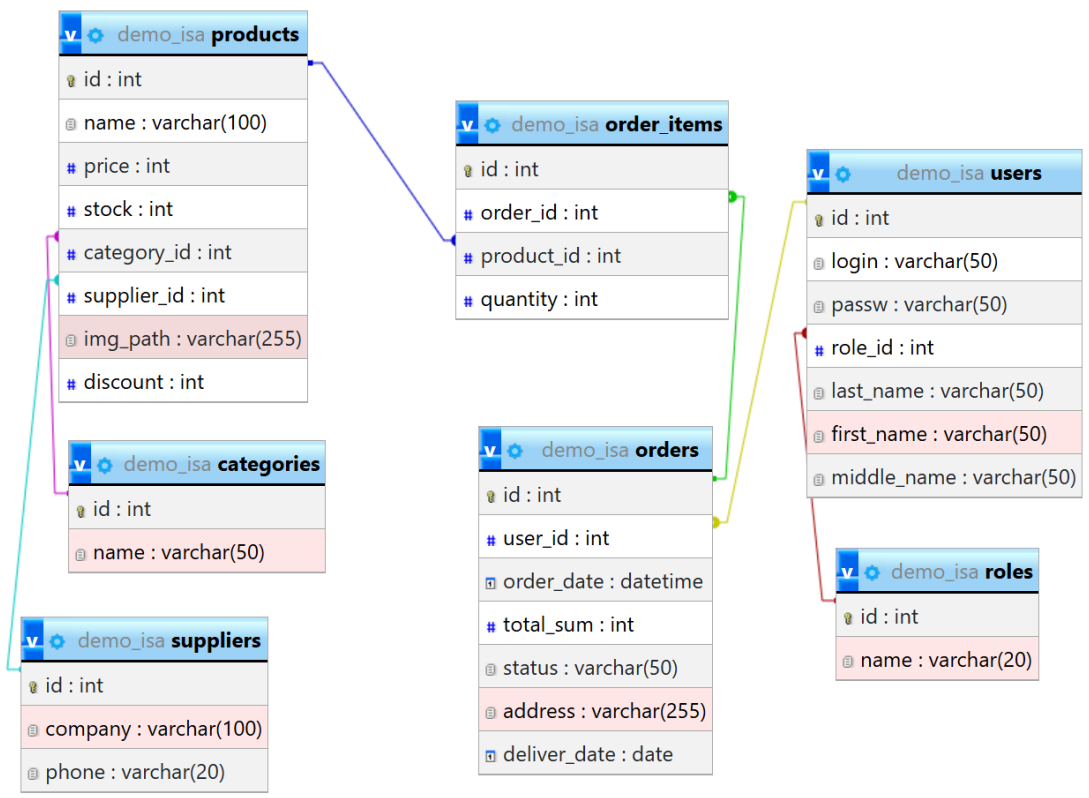 v demo_isa products
id : int
name : varchar(100)
# price : int
# stock : int
# category_id : int
# supplier_id : int
img_path : varchar(255)
# discount : int
v demo_isa categories
id : int
name : varchar(50)
v demo_isa suppliers
id : int
company : varchar(100)
phone : varchar(20)
v demo_isa order_items
id : int
# order_id : int
# product_id : int
# quantity : int
v demo_isa orders
id : int
# user_id : int
order_date : datetime
# total_sum : int
status : varchar(50)
address : varchar(255)
deliver_date : date
v demo_isa users
id : int
login : varchar(50)
passw : varchar(50)
# role_id : int
last_name : varchar(50)
first_name : varchar(50)
middle_name : varchar(50)
v demo_isa roles
id : int
name : varchar(20)